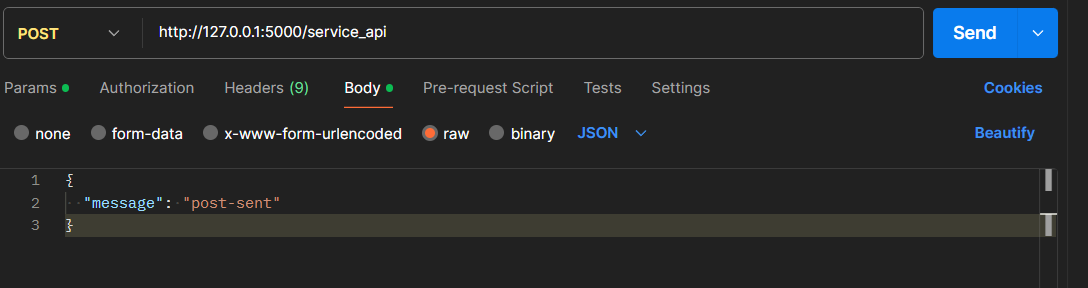 POST http://127.0.0.1:5000/service_api Send
Params Authorization Headers (9) Body Pre-request Script Tests Settings Cookies
none form-data x-www-form-urlencoded raw binary JSON Beautify
1 {
2 "message": "post-sent"
3 }